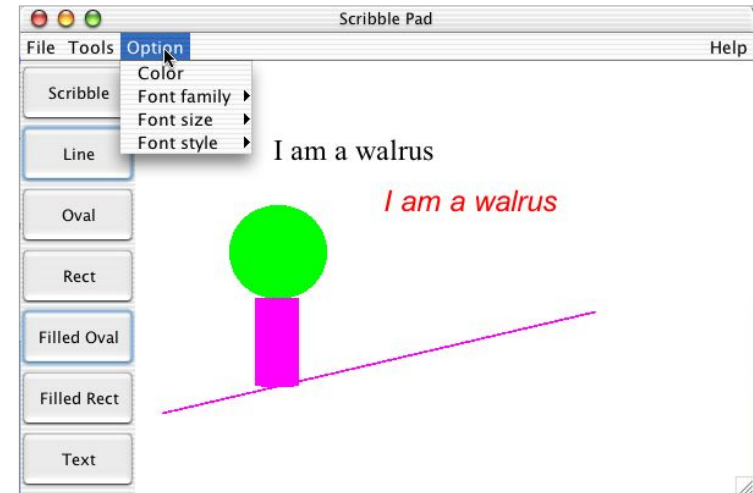 Scribble Pad
File Tools Option Help
Color
Font family
Font size
Font style
Scribble
Line
Oval
Rect
Filled Oval
Filled Rect
Text
I am a walrus
I am a walrus